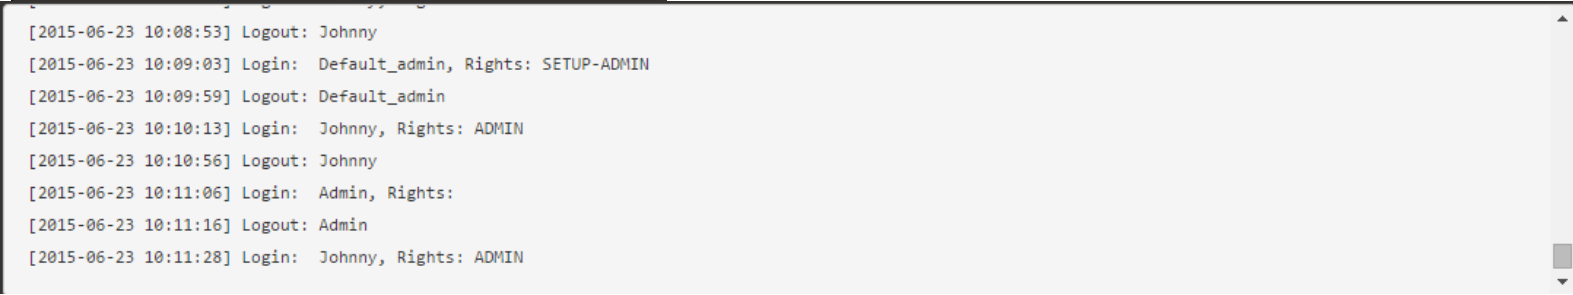 [2015-06-23 10:08:53] Logout: Johnny
[2015-06-23 10:09:03] Login:  Default_admin, Rights: SETUP-ADMIN
[2015-06-23 10:09:59] Logout: Default_admin
[2015-06-23 10:10:13] Login:  Johnny, Rights: ADMIN
[2015-06-23 10:10:56] Logout: Johnny
[2015-06-23 10:11:06] Login:  Admin, Rights:
[2015-06-23 10:11:16] Logout: Admin
[2015-06-23 10:11:28] Login:  Johnny, Rights: ADMIN